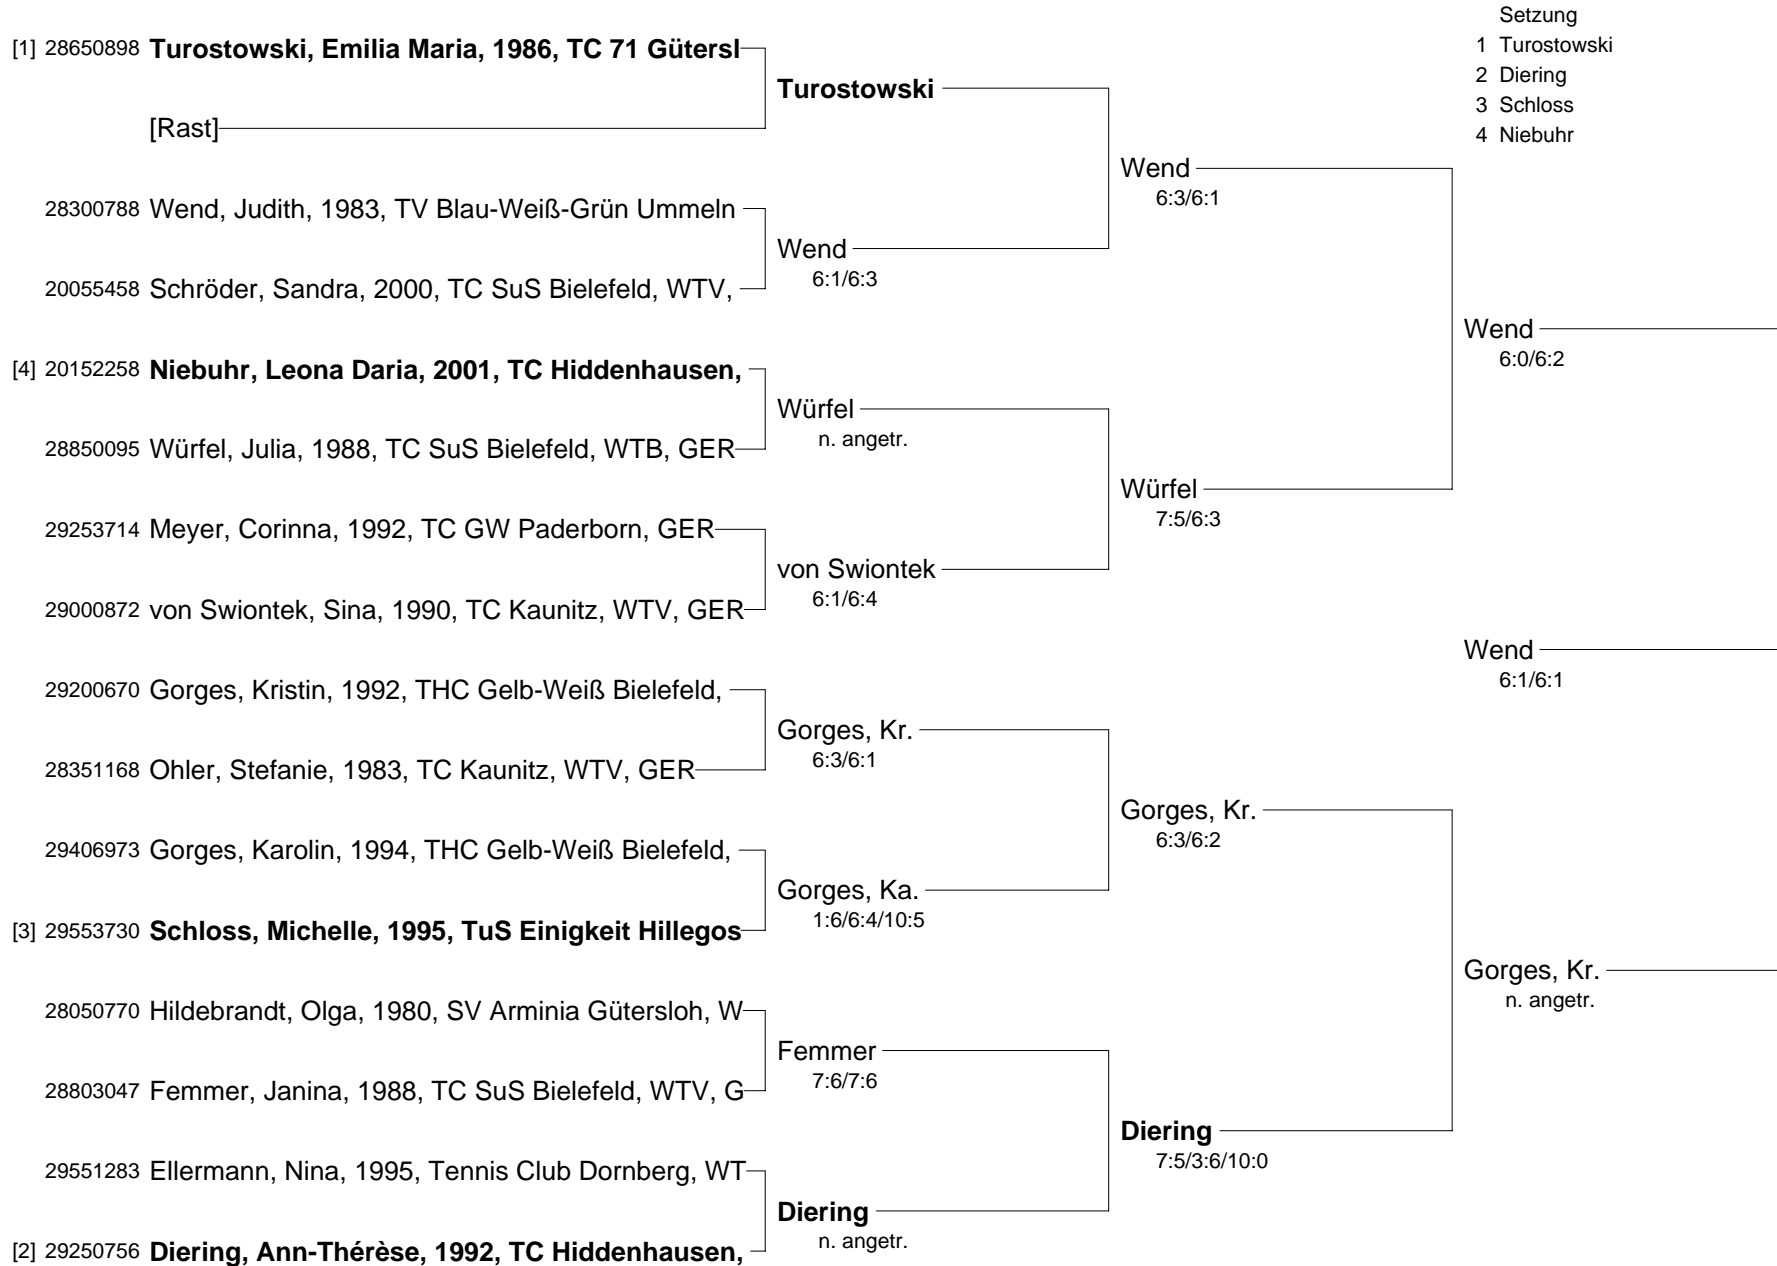 Setzung
1 Turostowski
2 Diering
3 Schloss
4 Niebuhr
[1] 28650898 Turostowski, Emilia Maria, 1986, TC 71 Gütersl
[Rast]
28300788 Wend, Judith, 1983, TV Blau-Weiß-Grün Ummeln
20055458 Schröder, Sandra, 2000, TC SuS Bielefeld, WTV,
[4] 20152258 Niebuhr, Leona Daria, 2001, TC Hiddenhausen,
28850095 Würfel, Julia, 1988, TC SuS Bielefeld, WTB, GER
29253714 Meyer, Corinna, 1992, TC GW Paderborn, GER
29000872 von Swiontek, Sina, 1990, TC Kaunitz, WTV, GER
29200670 Gorges, Kristin, 1992, THC Gelb-Weiß Bielefeld,
28351168 Ohler, Stefanie, 1983, TC Kaunitz, WTV, GER
29406973 Gorges, Karolin, 1994, THC Gelb-Weiß Bielefeld,
[3] 29553730 Schloss, Michelle, 1995, TuS Einigkeit Hillegos
28050770 Hildebrandt, Olga, 1980, SV Arminia Gütersloh, W
28803047 Femmer, Janina, 1988, TC SuS Bielefeld, WTV, G
29551283 Ellermann, Nina, 1995, Tennis Club Dornberg, WT
[2] 29250756 Diering, Ann-Thérèse, 1992, TC Hiddenhausen,
Turostowski
Wend
6:1/6:3
Würfel
n. angetr.
von Swiontek
6:1/6:4
Gorges, Kr.
6:3/6:1
Gorges, Ka.
1:6/6:4/10:5
Femmer
7:6/7:6
Diering
n. angetr.
Wend
6:3/6:1
Würfel
7:5/6:3
Gorges, Kr.
6:3/6:2
Diering
7:5/3:6/10:0
Wend
6:0/6:2
Wend
6:1/6:1
Gorges, Kr.
n. angetr.